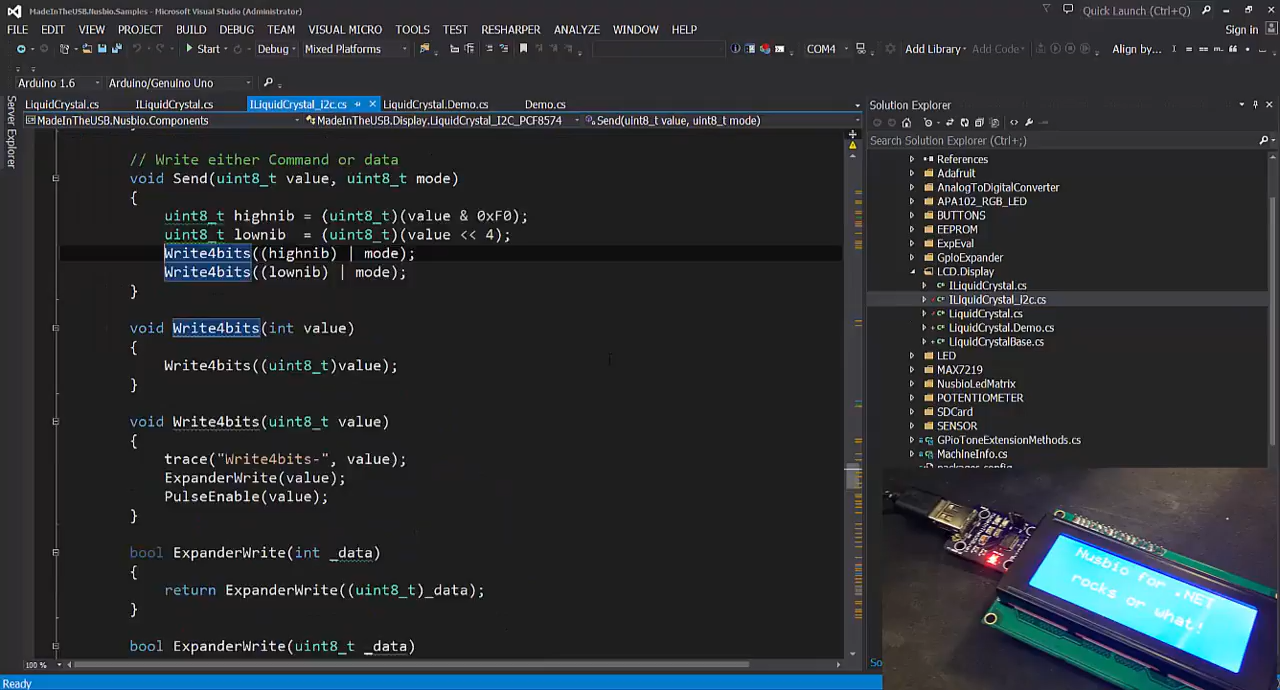 MadeInTheUSB.Nusbio.Samples - Microsoft Visual Studio (Administrator)
Quick Launch (Ctrl+Q)
FILE EDIT VIEW PROJECT BUILD DEBUG TEAM VISUAL MICRO TOOLS TEST RESHARPER ANALYZE WINDOW HELP
Sign in
Start Debug Mixed Platforms COM4 Add Library Add Code Align by...
Arduino 1.6 Arduino/Genuino Uno
Server Explorer
LiquidCrystal.cs ILiquidCrystal.cs ILiquidCrystal_i2c.cs LiquidCrystal.Demo.cs Demo.cs
MadeInTheUSB.Nusbio.Components MadeInTheUSB.Display.LiquidCrystal_I2C_PCF8574 Send(uint8_t value, uint8_t mode)
// Write either Command or data
void Send(uint8_t value, uint8_t mode)
{
uint8_t highnib = (uint8_t)(value & 0xF0);
uint8_t lownib = (uint8_t)(value << 4);
Write4bits((highnib) | mode);
Write4bits((lownib) | mode);
}
void Write4bits(int value)
{
Write4bits((uint8_t)value);
}
void Write4bits(uint8_t value)
{
trace("Write4bits-", value);
ExpanderWrite(value);
PulseEnable(value);
}
bool ExpanderWrite(int _data)
{
return ExpanderWrite((uint8_t)_data);
}
bool ExpanderWrite(uint8_t _data)
100 %
Ready
Solution Explorer
Search Solution Explorer (Ctrl+;)
References
Adafruit
AnalogToDigitalConverter
APA102_RGB_LED
BUTTONS
EEPROM
ExpEval
GpioExpander
LCD.Display
ILiquidCrystal.cs
ILiquidCrystal_i2c.cs
LiquidCrystal.cs
LiquidCrystal.Demo.cs
LiquidCrystalBase.cs
LED
MAX7219
NusbioLedMatrix
POTENTIOMETER
SDCard
SENSOR
GPioToneExtensionMethods.cs
MachineInfo.cs
packages.config
So
Nusbio for .NET
rocks or what!